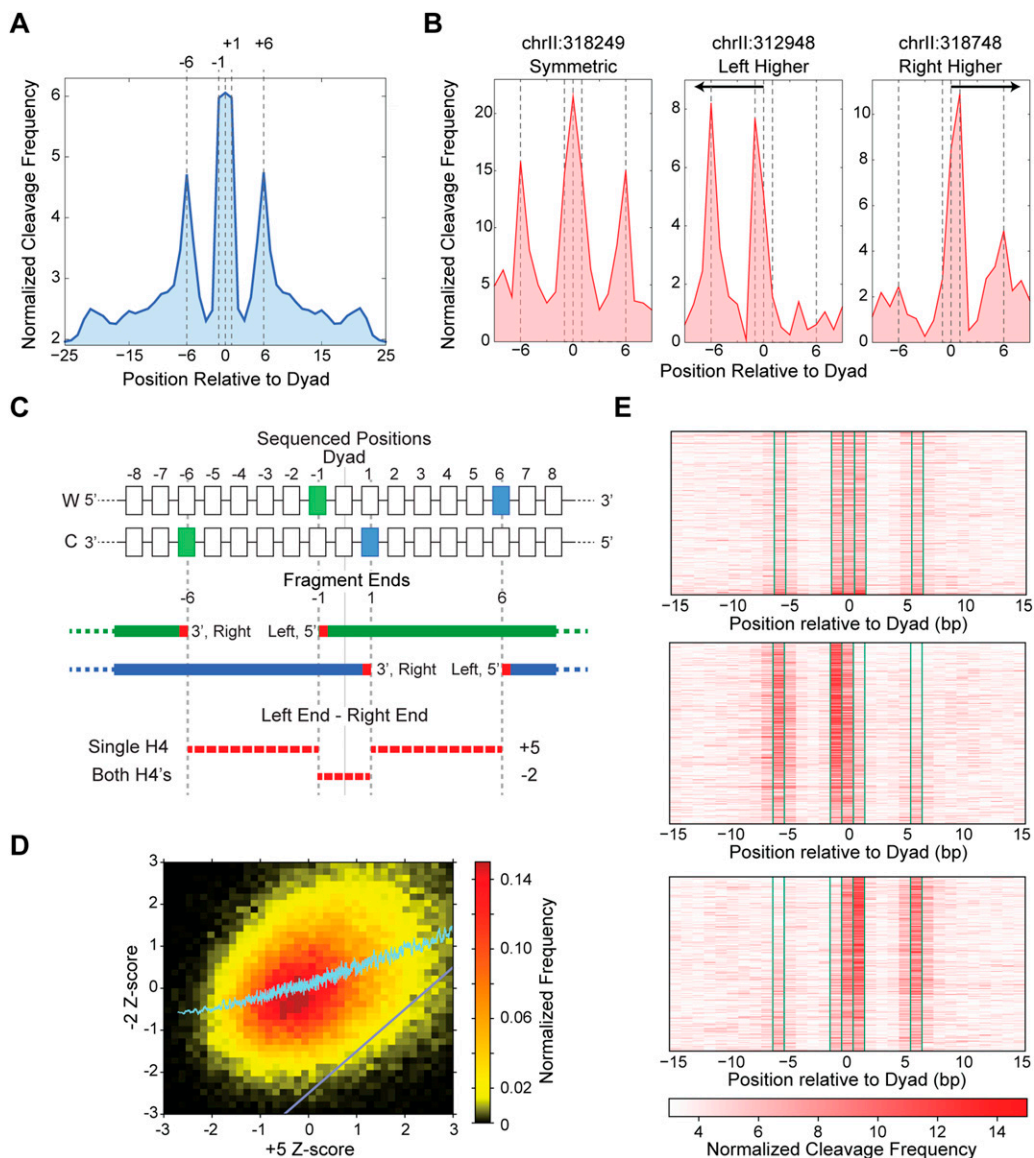 A
-6
-1
+1
+6
Normalized Cleavage Frequency
6
5
4
3
2
-25
-15
-6
0
6
15
25
Position Relative to Dyad
B
chrII:318249
Symmetric
chrII:312948
Left Higher
chrII:318748
Right Higher
Normalized Cleavage Frequency
20
15
10
5
0
8
6
4
2
0
10
8
6
4
2
0
-6 0 6
-6 0 6
-6 0 6
Position Relative to Dyad
C
Sequenced Positions
Dyad
-8 -7 -6 -5 -4 -3 -2 -1 1 2 3 4 5 6 7 8
W 5' 3'
C 3' 5'
Fragment Ends
-6 -1 1 6
3', Right Left, 5'
3', Right Left, 5'
Left End - Right End
Single H4 +5
Both H4's -2
D
-2 Z-score
3
2
1
0
-1
-2
-3
-3 -2 -1 0 1 2 3
+5 Z-score
0.14
0.10
0.06
0.02
0
Normalized Frequency
E
−15 −10 −5 0 5 10 15
Position relative to Dyad (bp)
−15 −10 −5 0 5 10 15
Position relative to Dyad (bp)
−15 −10 −5 0 5 10 15
Position relative to Dyad (bp)
4 6 8 10 12 14
Normalized Cleavage Frequency